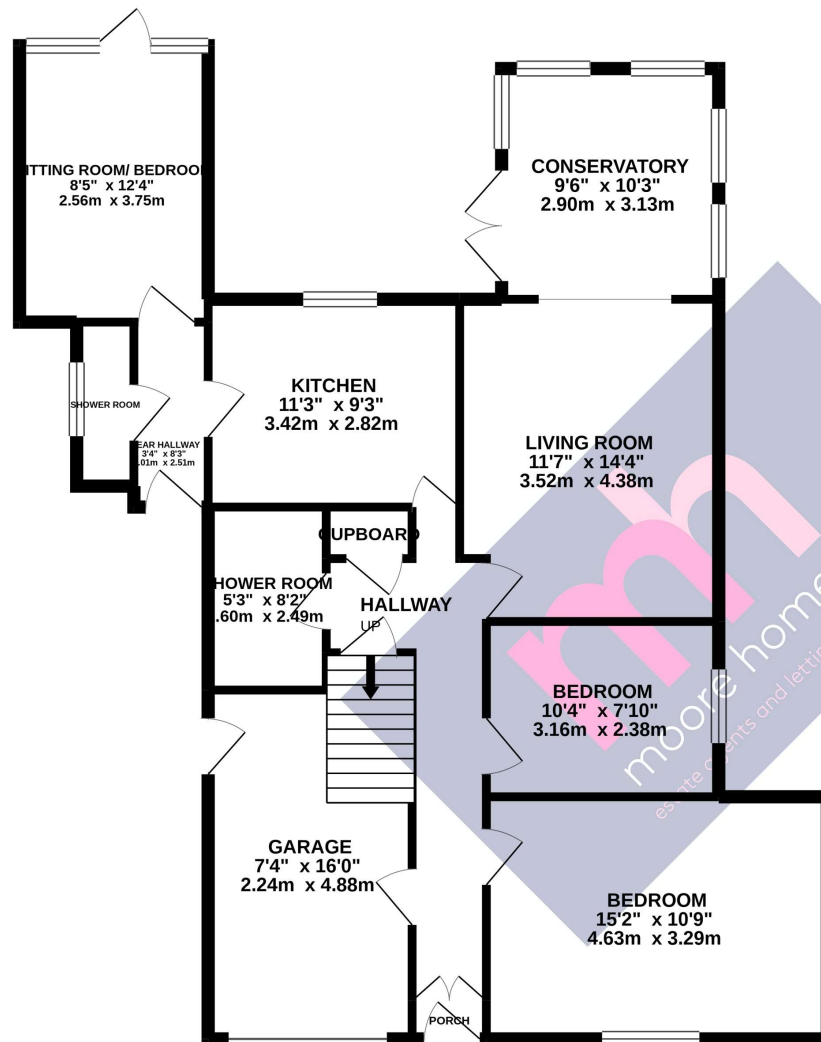 ITTING ROOM/ BEDROO
8'5" x 12'4"
2.56m x 3.75m
CONSERVATORY
9'6" x 10'3"
2.90m x 3.13m
SHOWER ROOM
EAR HALLWAY
3'4" x 8'3"
.01m x 2.51m
KITCHEN
11'3" x 9'3"
3.42m x 2.82m
LIVING ROOM
11'7" x 14'4"
3.52m x 4.38m
CUPBOARD
HOWER ROOM
5'3" x 8'2"
.60m x 2.49m
HALLWAY
UP
BEDROOM
10'4" x 7'10"
3.16m x 2.38m
GARAGE
7'4" x 16'0"
2.24m x 4.88m
BEDROOM
15'2" x 10'9"
4.63m x 3.29m
PORCH
mh
moore home
estate agents and letti